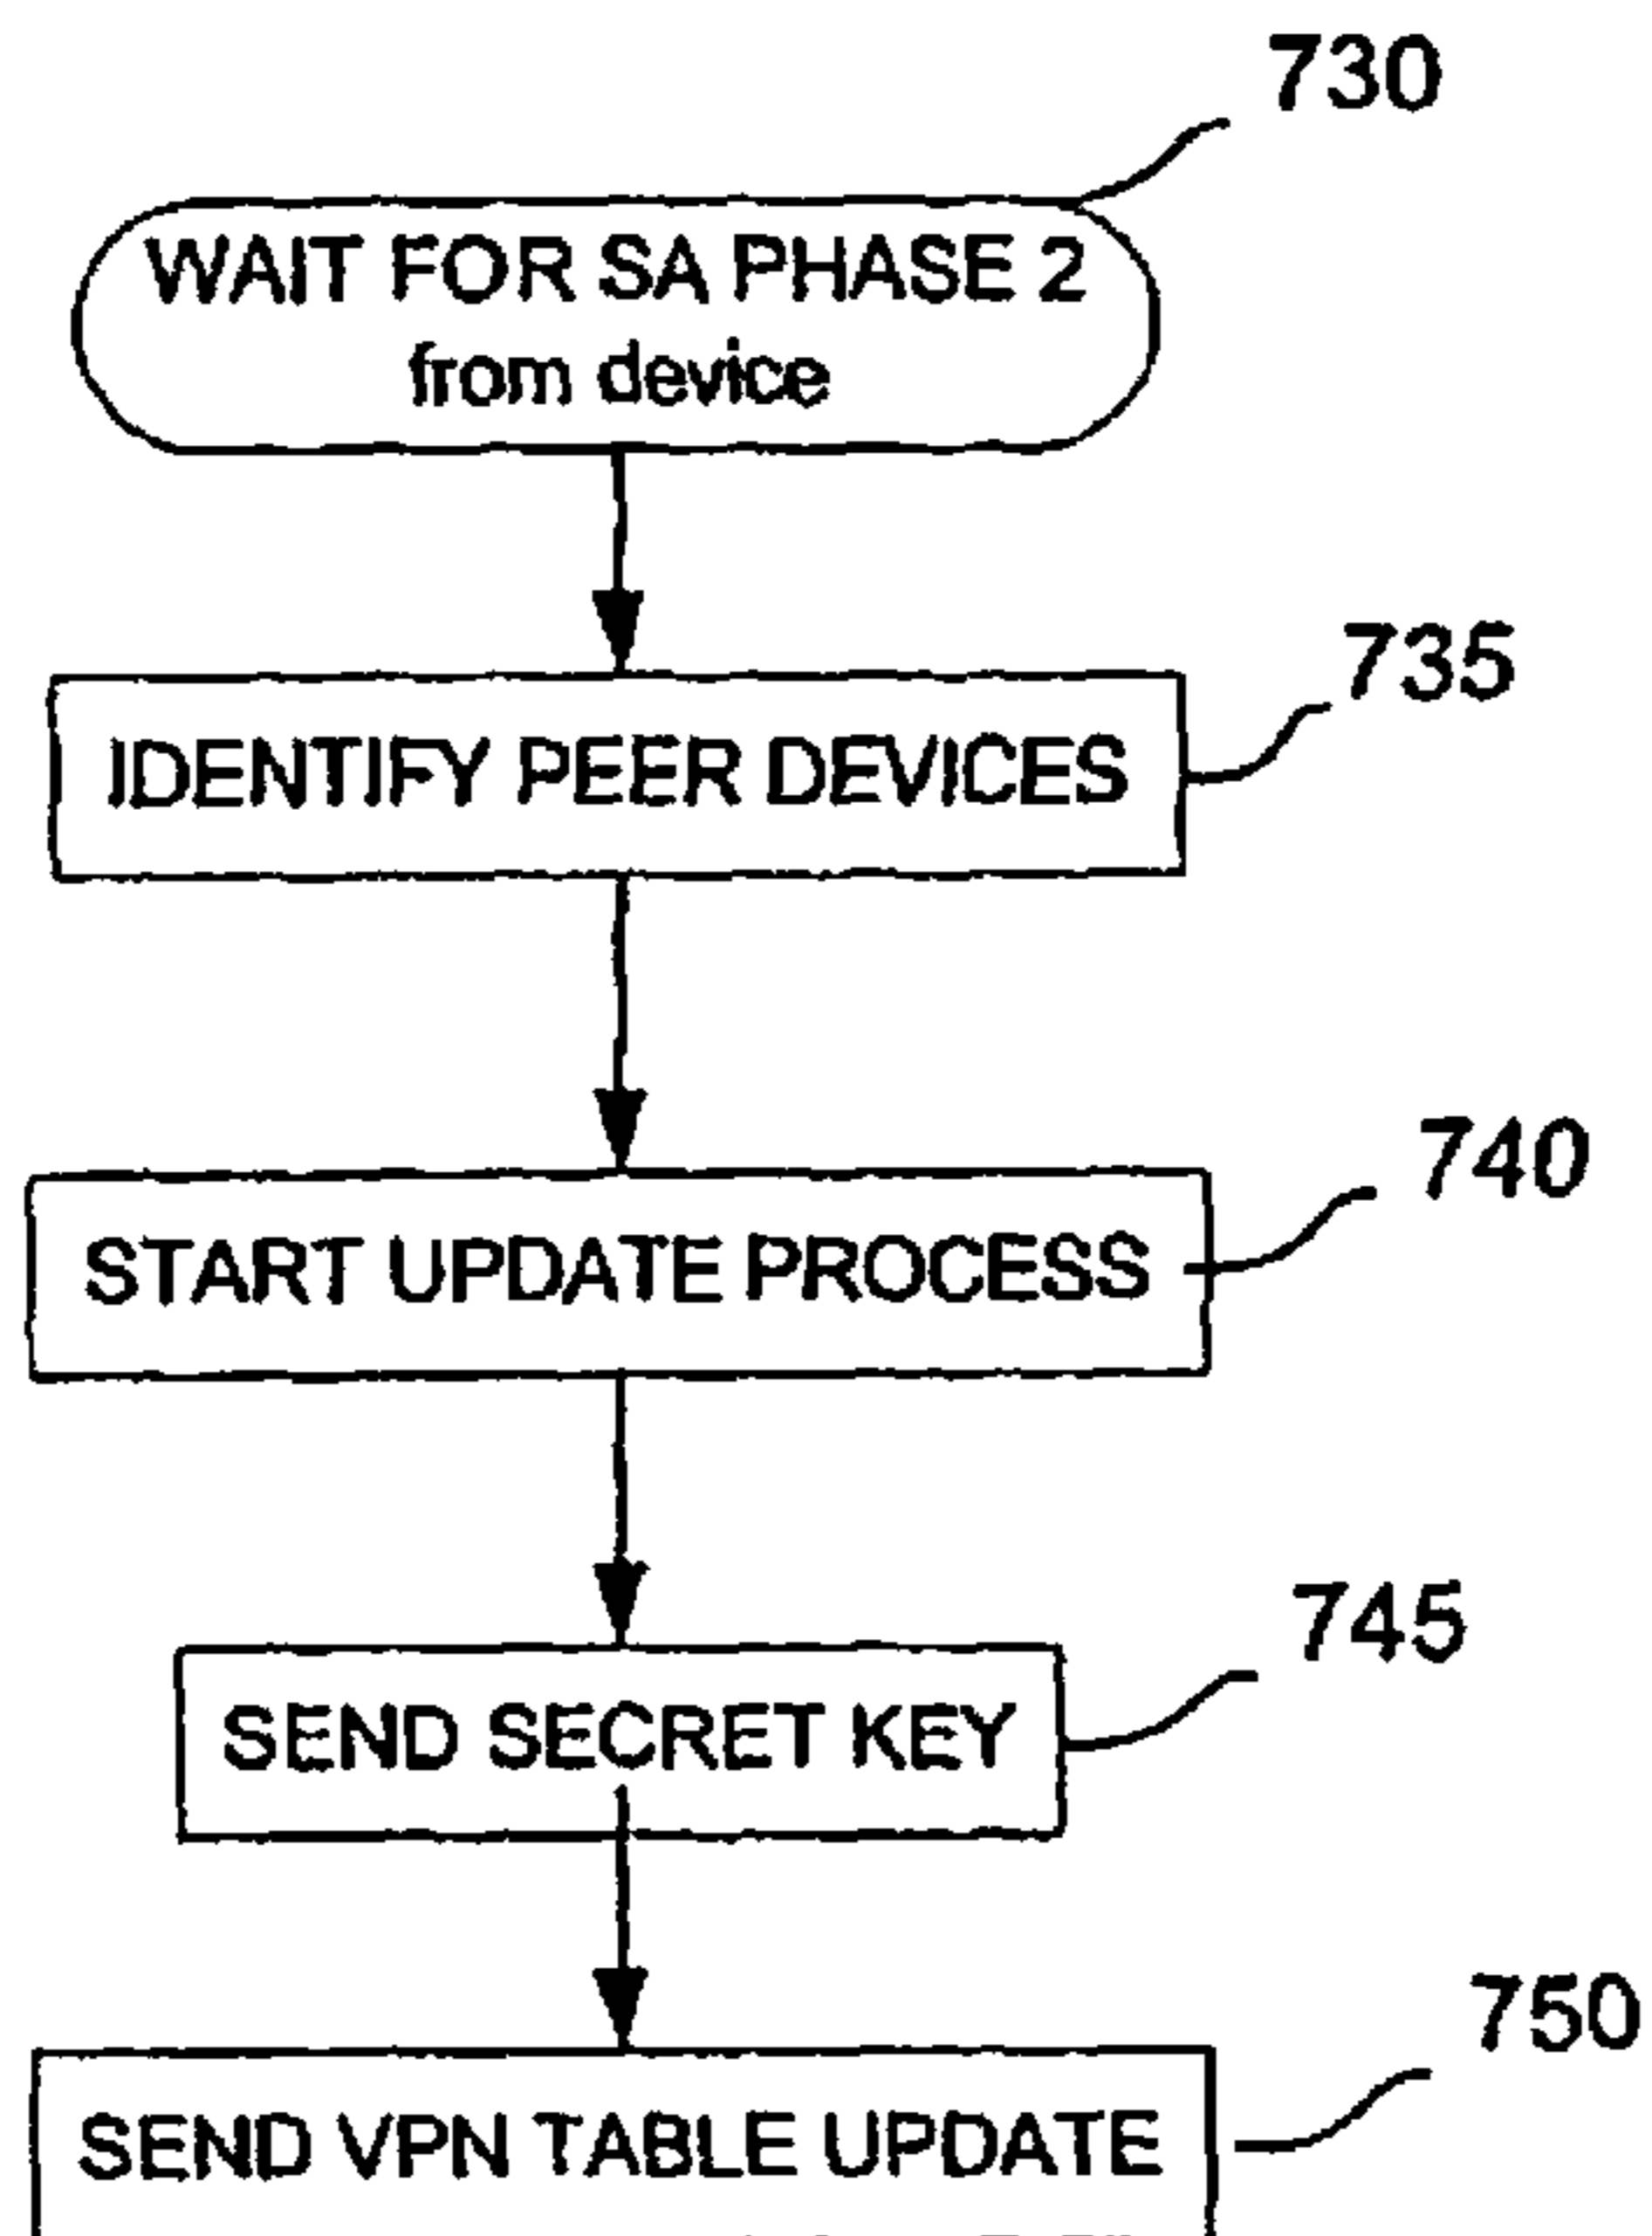 730
WAIT FOR SA PHASE 2
from device
735
IDENTIFY PEER DEVICES
740
START UPDATE PROCESS
745
SEND SECRET KEY
750
SEND VPN TABLE UPDATE